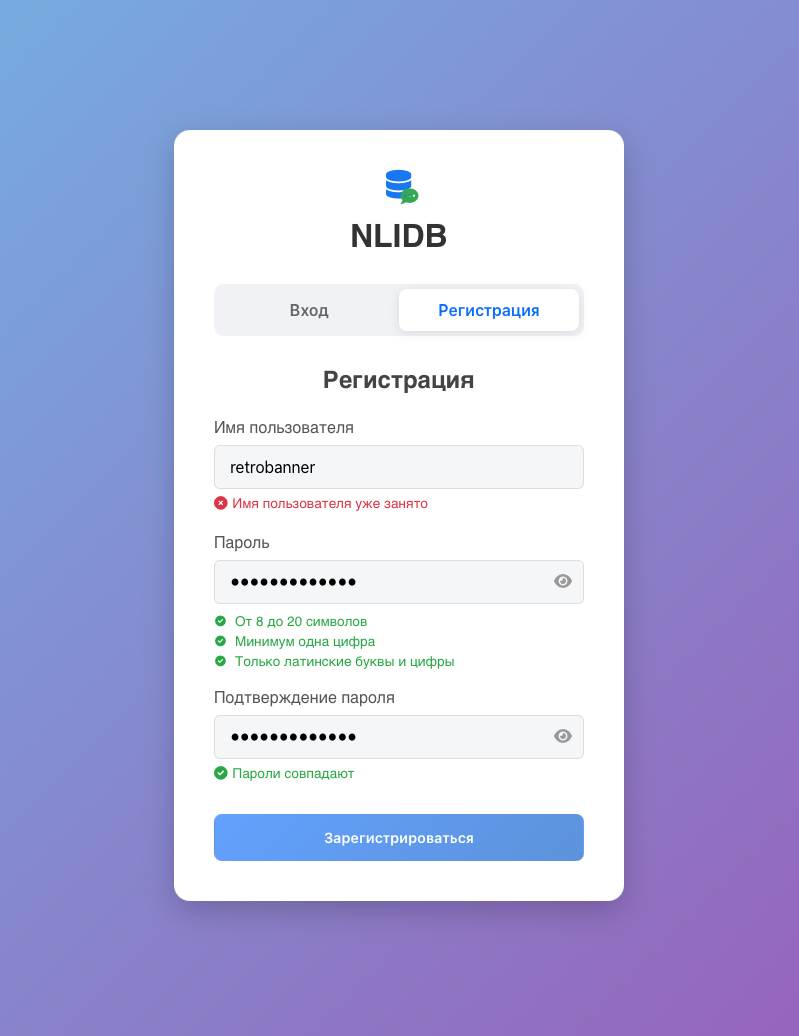 NLIDB
Вход
Регистрация
Регистрация
Имя пользователя
retrobanner
Имя пользователя уже занято
Пароль
•••••••••••••
От 8 до 20 символов
Минимум одна цифра
Только латинские буквы и цифры
Подтверждение пароля
•••••••••••••
Пароли совпадают
Зарегистрироваться